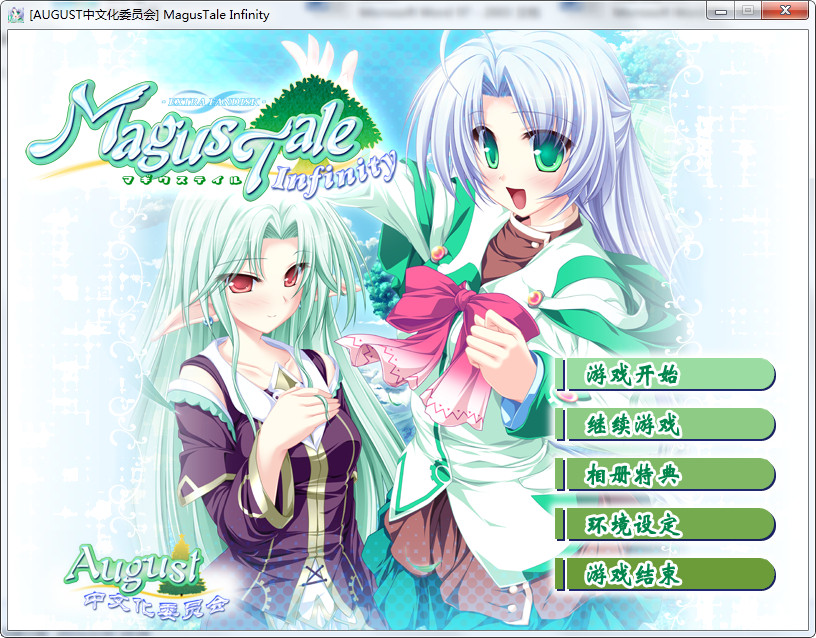 [AUGUST中文化委员会] MagusTale Infinity
- EXTRA FANDISK -
MagusTale
Infinity
マギウステイル
游戏开始
继续游戏
相册特典
环境设定
游戏结束
August
中文化委员会